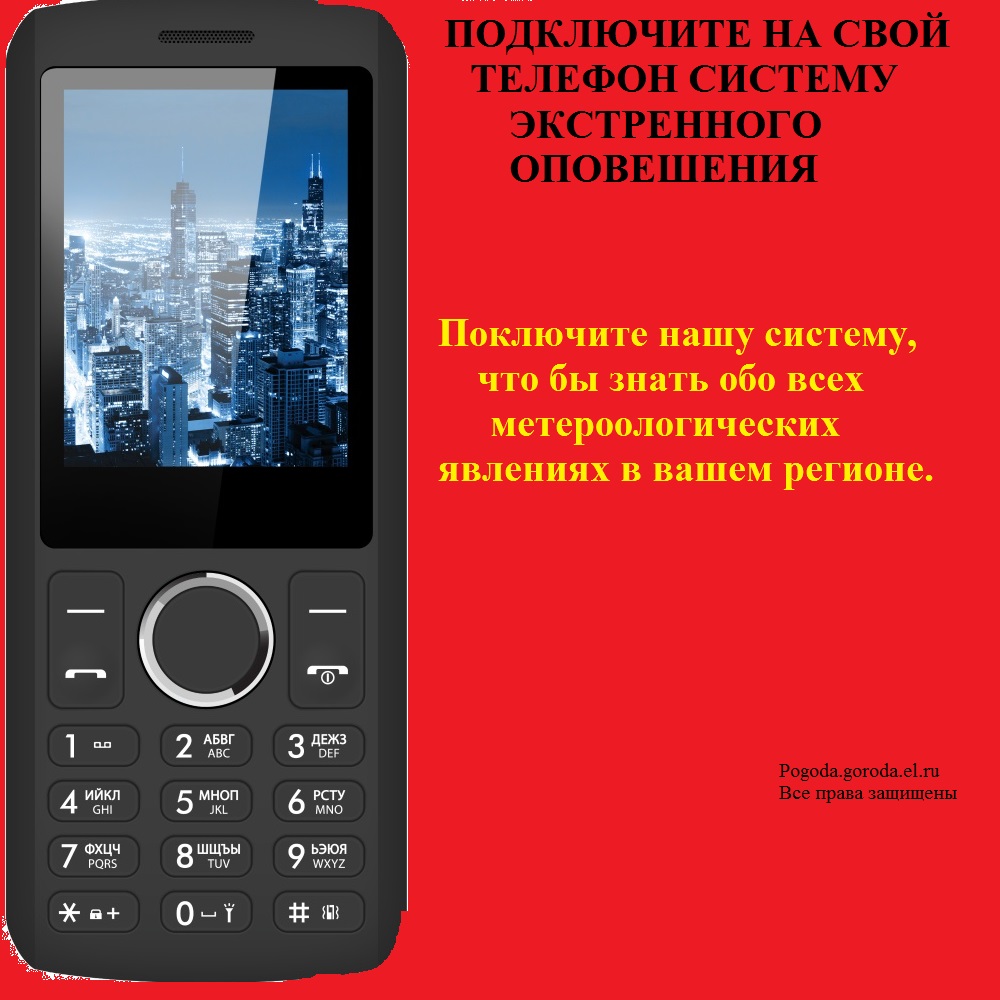 ПОДКЛЮЧИТЕ НА СВОЙ
ТЕЛЕФОН СИСТЕМУ
ЭКСТРЕННОГО
ОПОВЕШЕНИЯ
Поключите нашу систему,
что бы знать обо всех
метероологических
явлениях в вашем регионе.
Pogoda.goroda.el.ru
Все права защищены
1
2 АБВГ ABC
3 ДЕЖЗ DEF
4 ИЙКЛ GHI
5 МНОП JKL
6 РСТУ MNO
7 ФХЦЧ PQRS
8 ШЩЪЫ TUV
9 ЬЭЮЯ WXYZ
* +
0
#